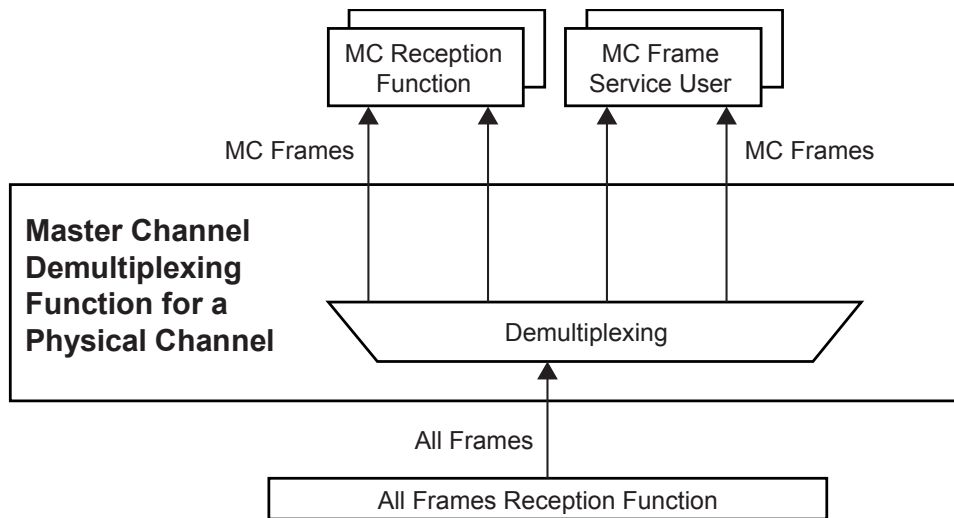 MC Reception
Function
MC Frame
Service User
MC Frames
MC Frames
Master Channel
Demultiplexing
Function for a
Physical Channel
Demultiplexing
All Frames
All Frames Reception Function